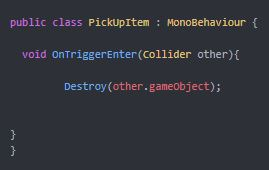 public class PickUpItem : MonoBehaviour {
void OnTriggerEnter(Collider other){
Destroy(other.gameObject);
}
}